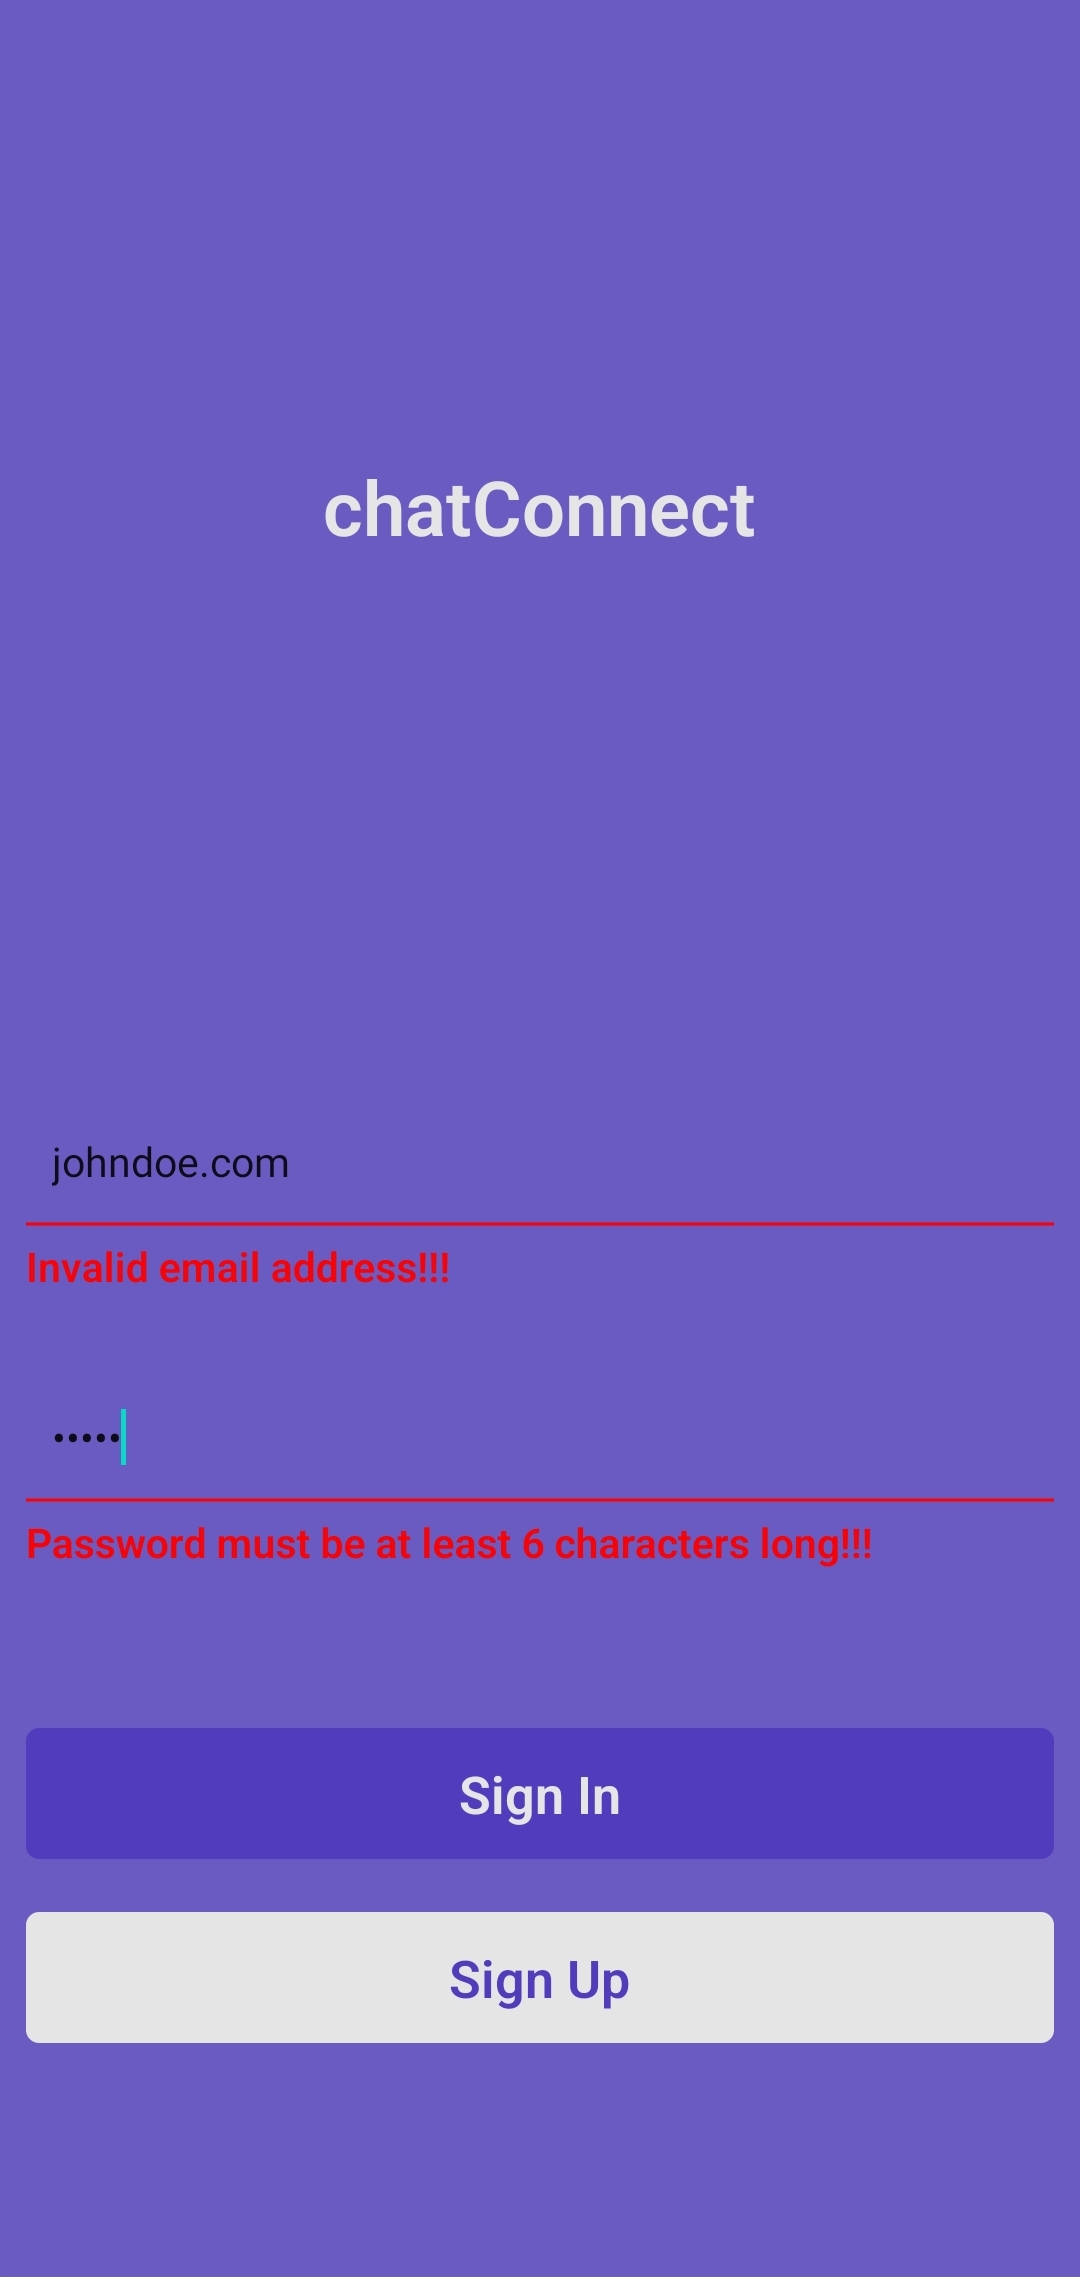 chatConnect
johndoe.com
Invalid email address!!!
•••••
Password must be at least 6 characters long!!!
Sign In
Sign Up